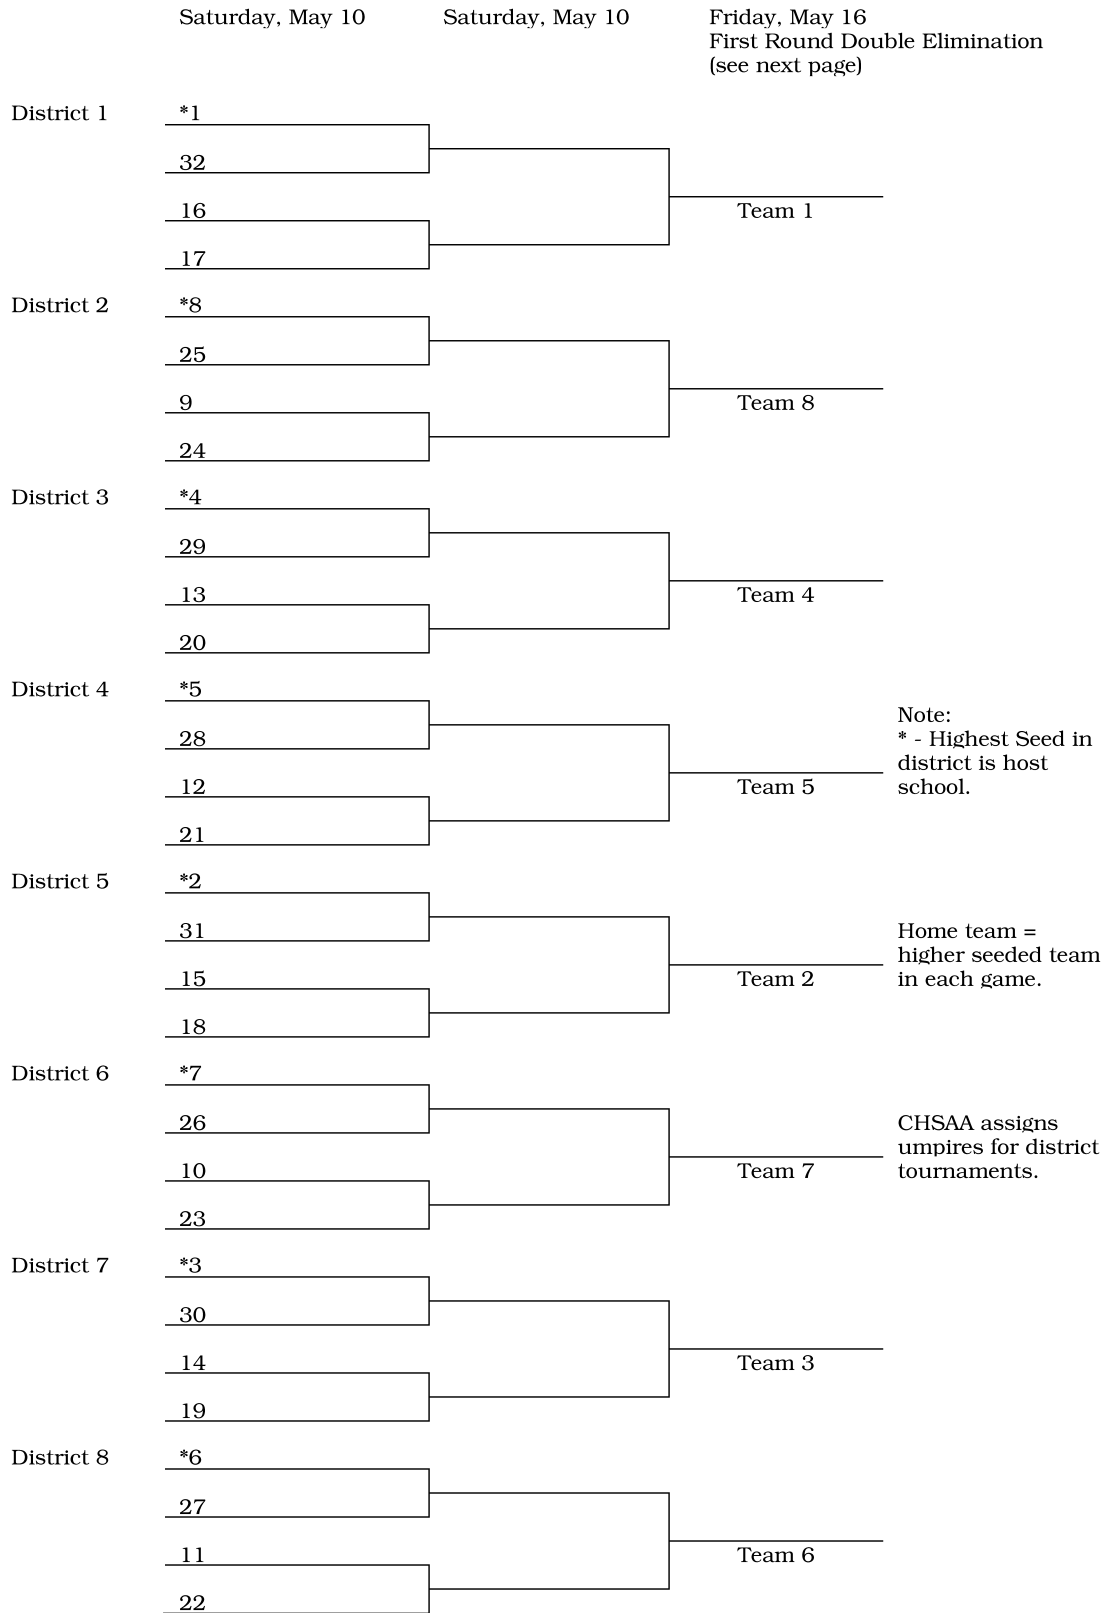 Saturday, May 10 Saturday, May 10 Friday, May 16
First Round Double Elimination
(see next page)
District 1 *1
32
16 Team 1
17
District 2 *8
25
9 Team 8
24
District 3 *4
29
13 Team 4
20
District 4 *5
Note:
28 * - Highest Seed in
district is host
12 Team 5 school.
21
District 5 *2
31 Home team =
higher seeded team
15 Team 2 in each game.
18
District 6 *7
26 CHSAA assigns
umpires for district
10 Team 7 tournaments.
23
District 7 *3
30
14 Team 3
19
District 8 *6
27
11 Team 6
22